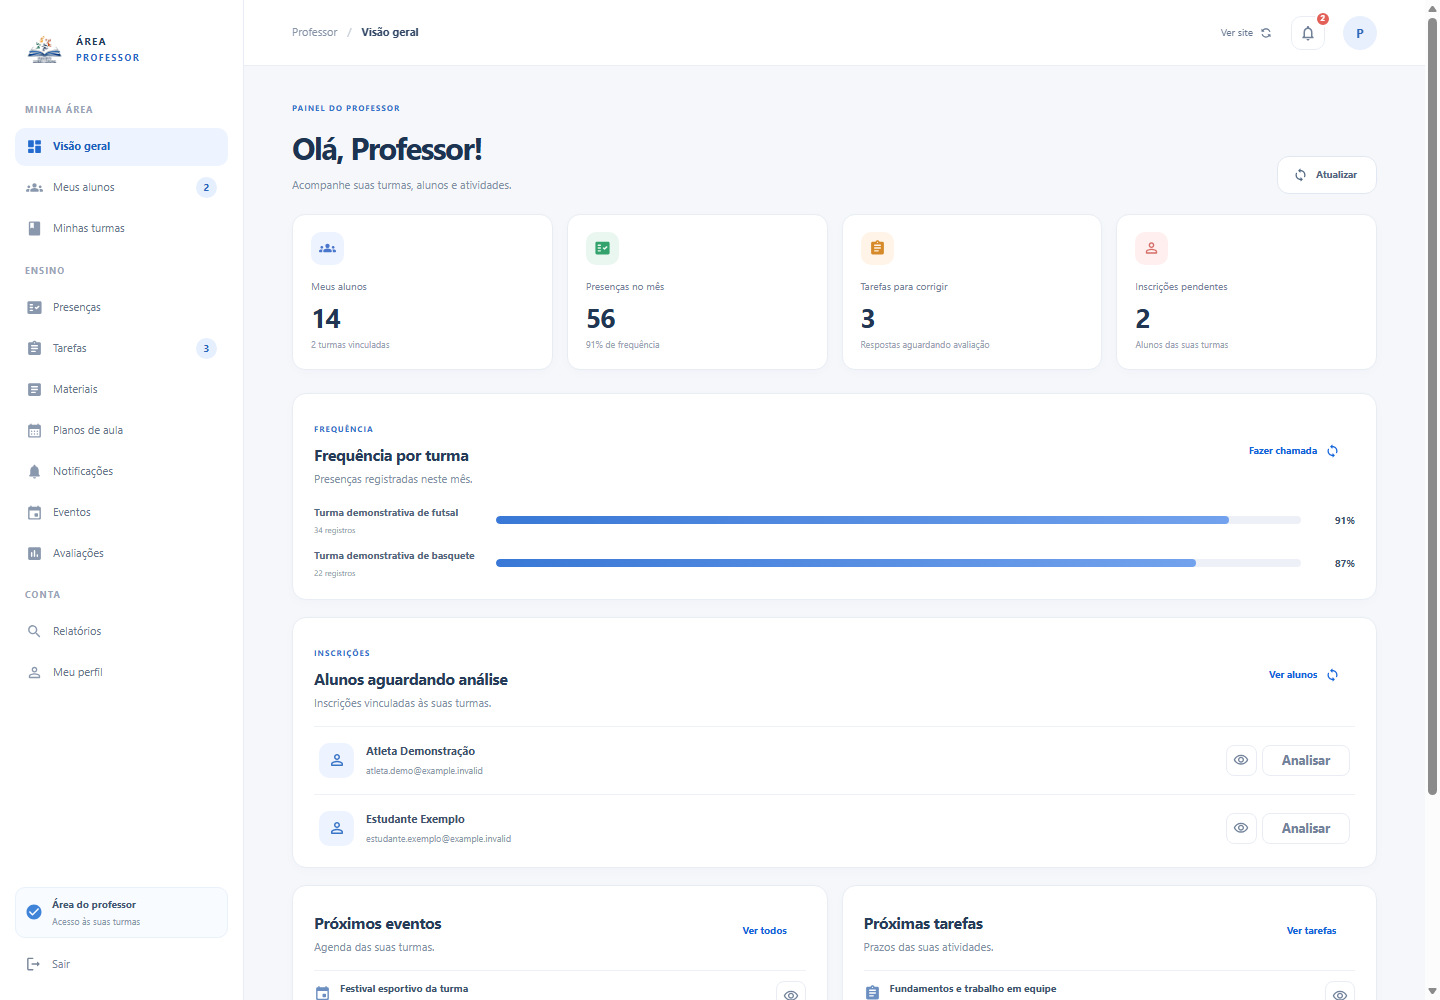 ÁREA
PROFESSOR
MINHA ÁREA
Visão geral
Meus alunos
2
Minhas turmas
ENSINO
Presenças
Tarefas
3
Materiais
Planos de aula
Notificações
Eventos
Avaliações
CONTA
Relatórios
Meu perfil
Área do professor
Acesso às suas turmas
Sair
Professor / Visão geral
Ver site
2
P
PAINEL DO PROFESSOR
Olá, Professor!
Acompanhe suas turmas, alunos e atividades.
Atualizar
Meus alunos
14
2 turmas vinculadas
Presenças no mês
56
91% de frequência
Tarefas para corrigir
3
Respostas aguardando avaliação
Inscrições pendentes
2
Alunos das suas turmas
FREQUÊNCIA
Frequência por turma
Presenças registradas neste mês.
Fazer chamada
Turma demonstrativa de futsal
34 registros
91%
Turma demonstrativa de basquete
22 registros
87%
INSCRIÇÕES
Alunos aguardando análise
Inscrições vinculadas às suas turmas.
Ver alunos
Atleta Demonstração
atleta.demo@example.invalid
Analisar
Estudante Exemplo
estudante.exemplo@example.invalid
Analisar
Próximos eventos
Agenda das suas turmas.
Ver todos
Festival esportivo da turma
Próximas tarefas
Prazos das suas atividades.
Ver tarefas
Fundamentos e trabalho em equipe